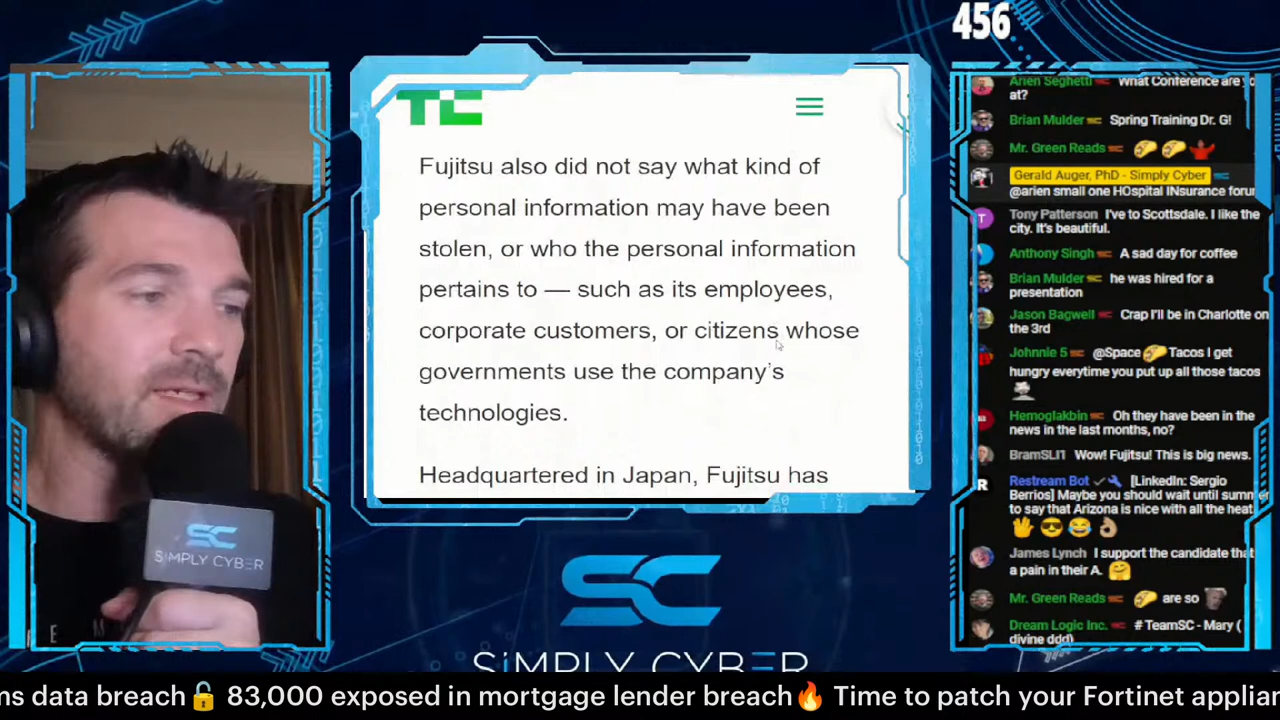 456
TC
Fujitsu also did not say what kind of
personal information may have been
stolen, or who the personal information
pertains to — such as its employees,
corporate customers, or citizens whose
governments use the company's
technologies.
Headquartered in Japan, Fujitsu has
SC
SIMPLY CYBER
SC
SIMPLY CYBER
Arien Seghetti What Conference are yo
at?
Brian Mulder Spring Training Dr. G!
Mr. Green Reads 🌮🌮
Gerald Auger, PhD - Simply Cyber
@arien small one HOspital INsurance forur
Tony Patterson I've to Scottsdale. I like the
city. It's beautiful.
Anthony Singh A sad day for coffee
Brian Mulder he was hired for a
presentation
Jason Bagwell Crap I'll be in Charlotte on
the 3rd
Johnnie 5 @Space 🌮 Tacos I get
hungry everytime you put up all those tacos
Hemoglakbin Oh they have been in the
news in the last months, no?
BramSLI1 Wow! Fujitsu! This is big news.
R Restream Bot [LinkedIn: Sergio
Berrios] Maybe you should wait until summe
to say that Arizona is nice with all the heat
🖖😎😂👌
James Lynch I support the candidate that
a pain in their A. 🤗
Mr. Green Reads 🌮 are so
Dream Logic Inc. # TeamSC - Mary (
divine ddd)
ms data breach🔓 83,000 exposed in mortgage lender breach🔥 Time to patch your Fortinet applian